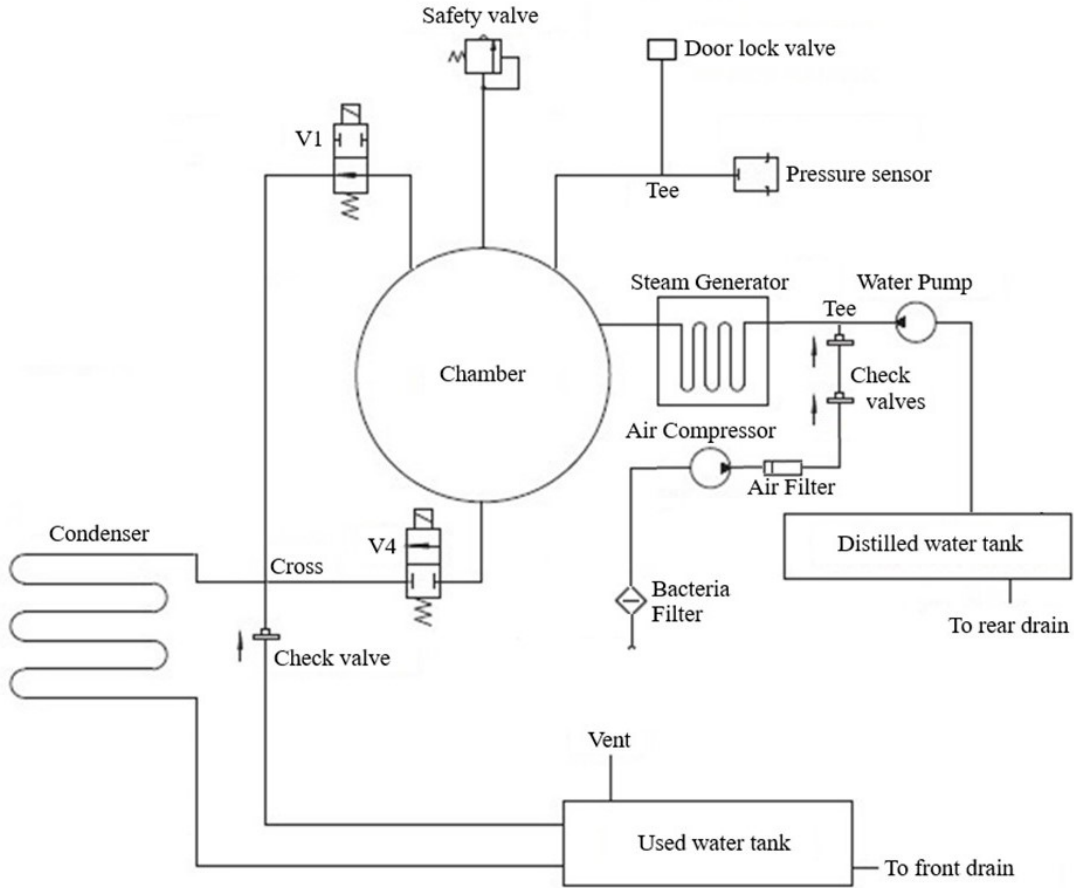 Safety valve
Door lock valve
V1
Tee
Pressure sensor
Steam Generator
Water Pump
Tee
Chamber
Check
valves
Air Compressor
Air Filter
Condenser
V4
Distilled water tank
Cross
Bacteria
Filter
To rear drain
Check valve
Vent
Used water tank
To front drain